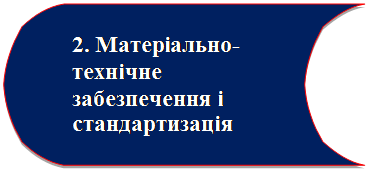 2. Матеріально-
технічне
забезпечення і
стандартизація